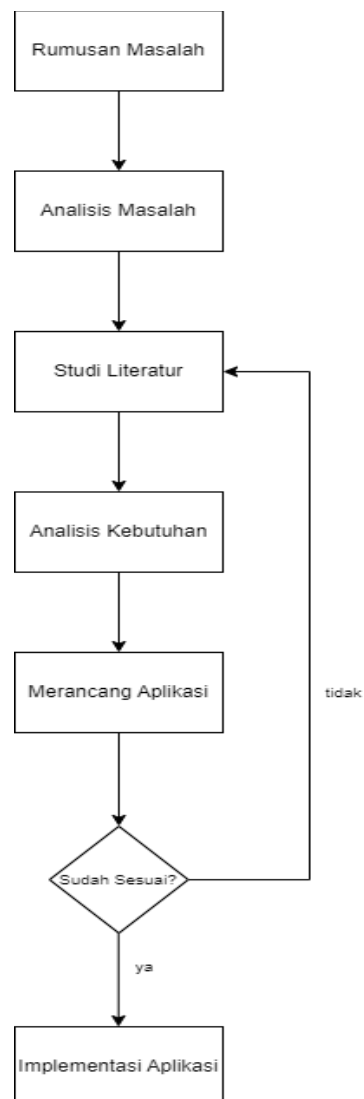 Rumusan Masalah
Analisis Masalah
Studi Literatur
Analisis Kebutuhan
Merancang Aplikasi
tidak
Sudah Sesuai?
ya
Implementasi Aplikasi